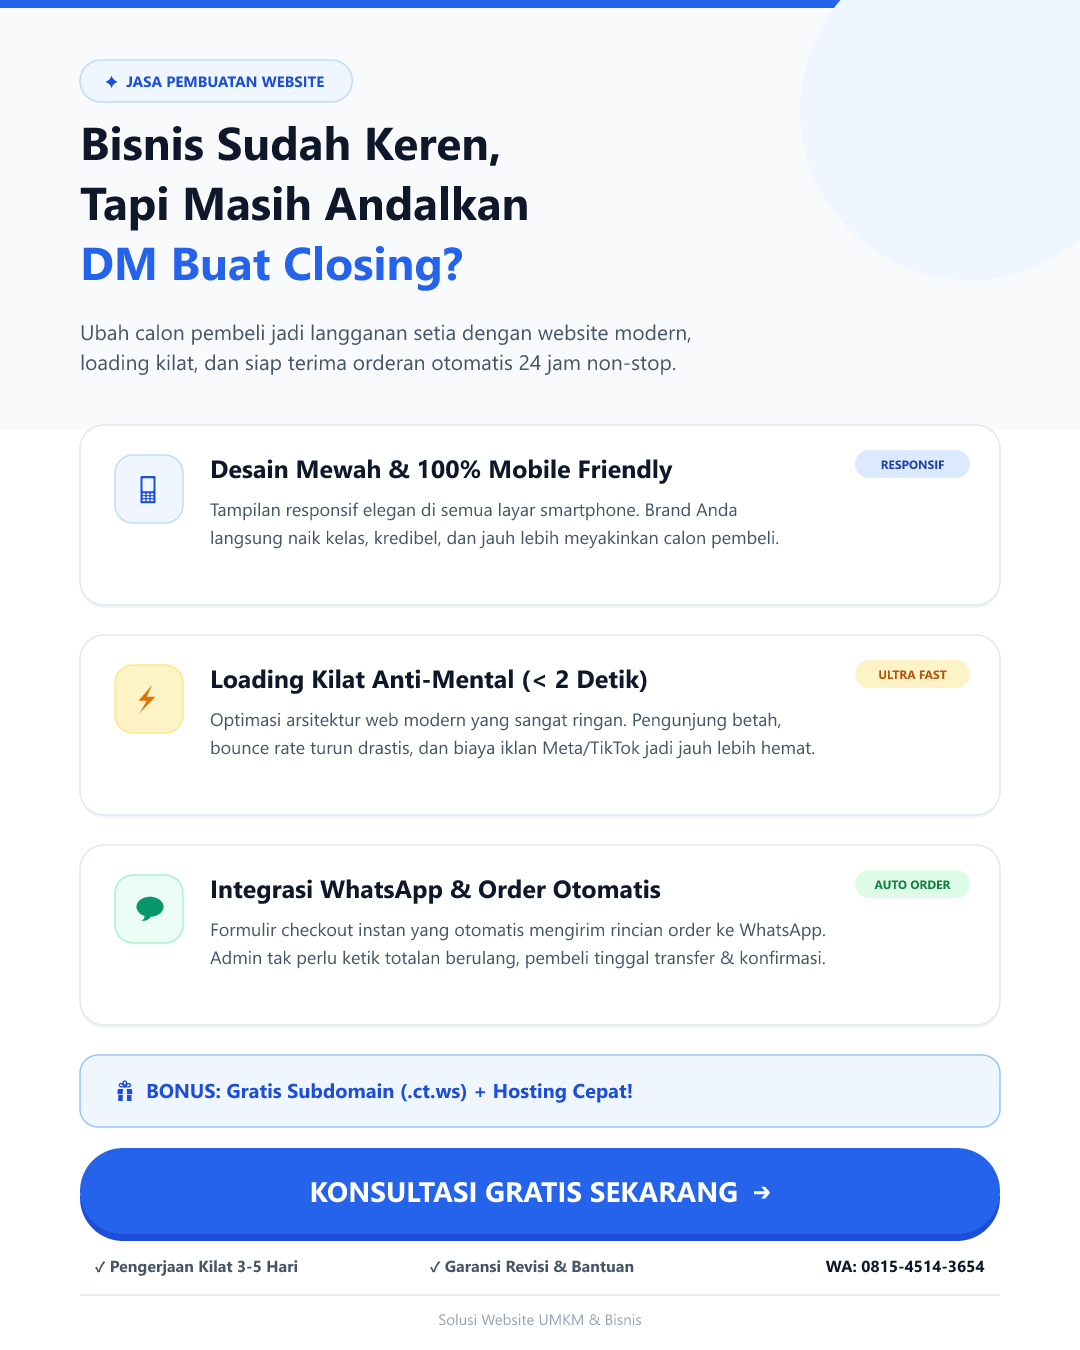 ✦ JASA PEMBUATAN WEBSITE
Bisnis Sudah Keren,
Tapi Masih Andalkan
DM Buat Closing?
Ubah calon pembeli jadi langganan setia dengan website modern,
loading kilat, dan siap terima orderan otomatis 24 jam non-stop.
Desain Mewah & 100% Mobile Friendly
RESPONSIF
Tampilan responsif elegan di semua layar smartphone. Brand Anda
langsung naik kelas, kredibel, dan jauh lebih meyakinkan calon pembeli.
Loading Kilat Anti-Mental (< 2 Detik)
ULTRA FAST
Optimasi arsitektur web modern yang sangat ringan. Pengunjung betah,
bounce rate turun drastis, dan biaya iklan Meta/TikTok jadi jauh lebih hemat.
Integrasi WhatsApp & Order Otomatis
AUTO ORDER
Formulir checkout instan yang otomatis mengirim rincian order ke WhatsApp.
Admin tak perlu ketik totalan berulang, pembeli tinggal transfer & konfirmasi.
BONUS: Gratis Subdomain (.ct.ws) + Hosting Cepat!
KONSULTASI GRATIS SEKARANG ➔
✓ Pengerjaan Kilat 3-5 Hari
✓ Garansi Revisi & Bantuan
WA: 0815-4514-3654
Solusi Website UMKM & Bisnis